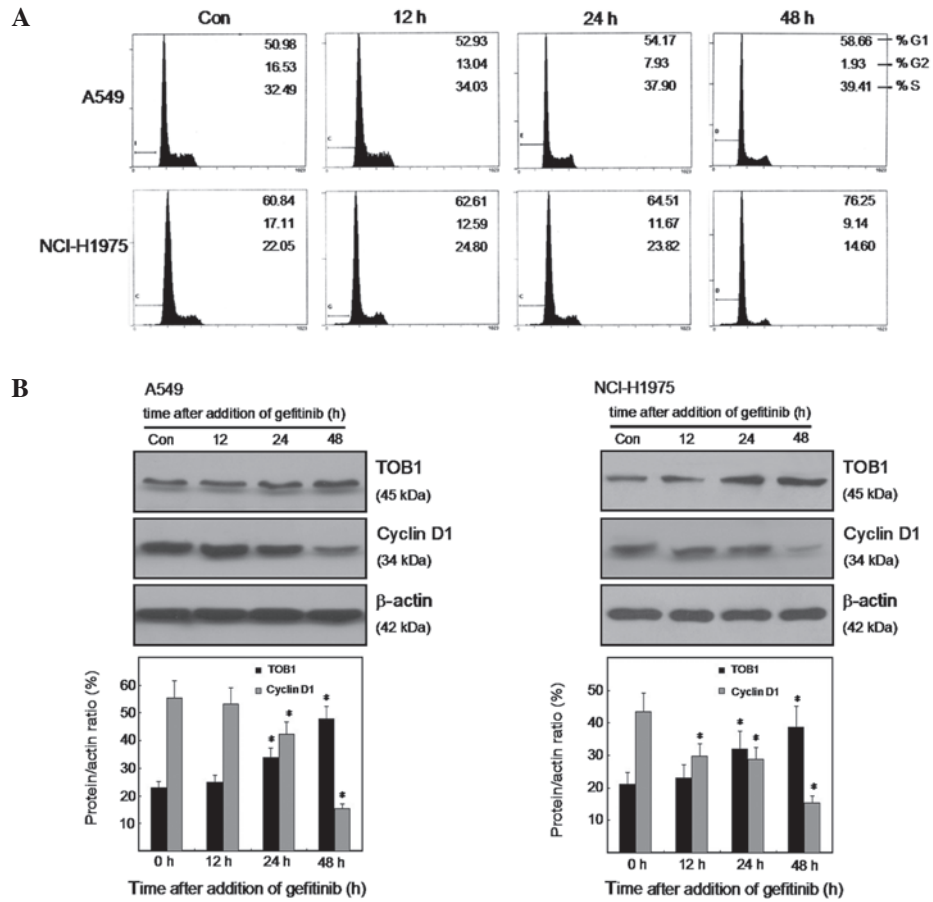 A
Con 12 h 24 h 48 h
A549
50.98
16.53
32.49
52.93
13.04
34.03
54.17
7.93
37.90
58.66 % G1
1.93 % G2
39.41 % S
NCI-H1975
60.84
17.11
22.05
62.61
12.59
24.80
64.51
11.67
23.82
76.25
9.14
14.60
B
A549
time after addition of gefitinib (h)
Con 12 24 48
TOB1
(45 kDa)
Cyclin D1
(34 kDa)
β-actin
(42 kDa)
Protein/actin ratio (%)
60
50
40
30
20
10
TOB1
Cyclin D1
* * * *
0 h 12 h 24 h 48 h
Time after addition of gefitinib (h)
NCI-H1975
time after addition of gefitinib (h)
Con 12 24 48
TOB1
(45 kDa)
Cyclin D1
(34 kDa)
β-actin
(42 kDa)
Protein/actin ratio (%)
50
40
30
20
10
TOB1
Cyclin D1
* * * * *
0 h 12 h 24 h 48 h
Time after addition of gefitinib (h)